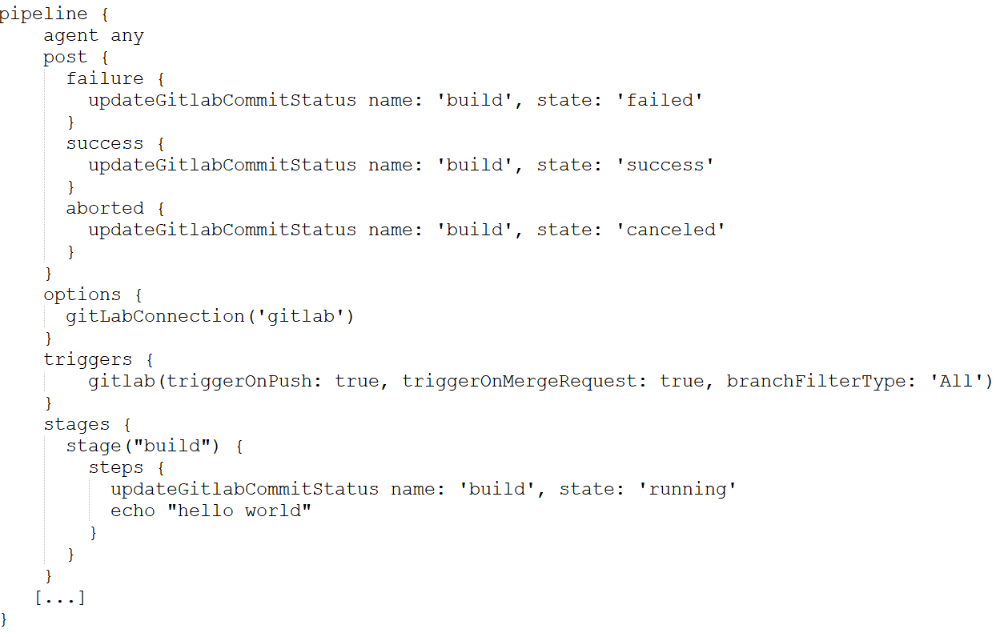 pipeline {
    agent any
    post {
      failure {
        updateGitlabCommitStatus name: 'build', state: 'failed'
      }
      success {
        updateGitlabCommitStatus name: 'build', state: 'success'
      }
      aborted {
        updateGitlabCommitStatus name: 'build', state: 'canceled'
      }
    }
    options {
      gitLabConnection('gitlab')
    }
    triggers {
        gitlab(triggerOnPush: true, triggerOnMergeRequest: true, branchFilterType: 'All')
    }
    stages {
      stage("build") {
        steps {
          updateGitlabCommitStatus name: 'build', state: 'running'
          echo "hello world"
        }
      }
    }
   [...]
}